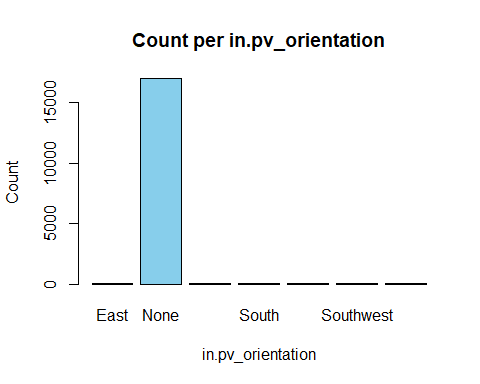 Count per in.pv_orientation
Count
15000
10000
5000
0
East None South Southwest
in.pv_orientation